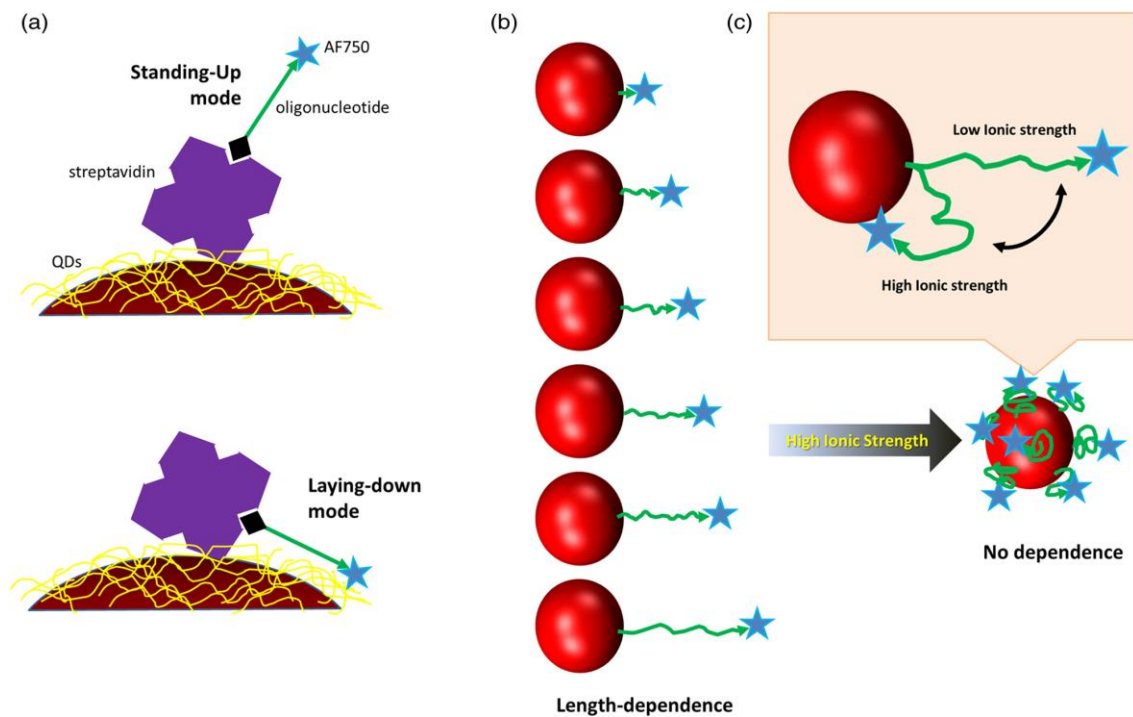 (a)
AF750
Standing-Up
mode
oligonucleotide
streptavidin
QDs
Laying-down
mode
(b)
Length-dependence
(c)
Low Ionic strength
High Ionic strength
High Ionic Strength
No dependence